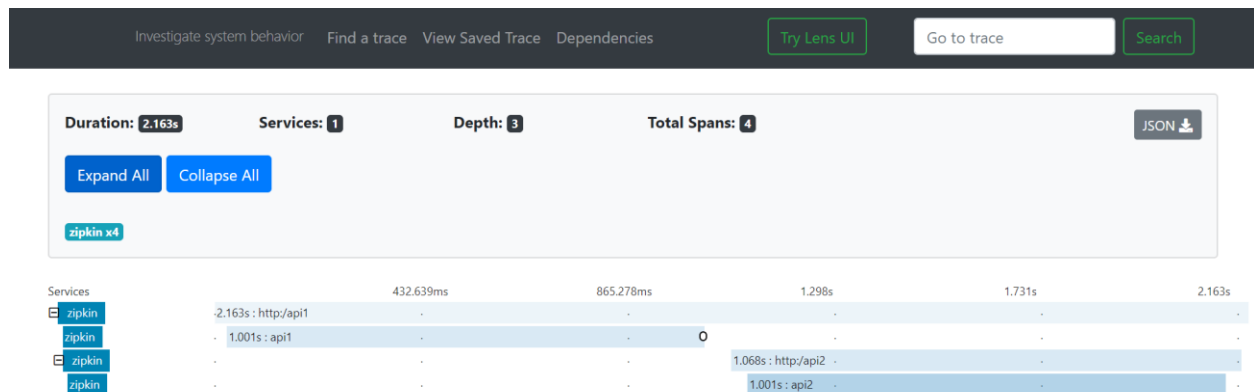 Investigate system behavior Find a trace View Saved Trace Dependencies Try Lens UI Go to trace Search
Duration: 2.163s Services: 1 Depth: 3 Total Spans: 4 JSON
Expand All Collapse All
zipkin x4
Services 432.639ms 865.278ms 1.298s 1.731s 2.163s
zipkin 2.163s : http:/api1
zipkin 1.001s : api1
zipkin 1.068s : http:/api2
zipkin 1.001s : api2